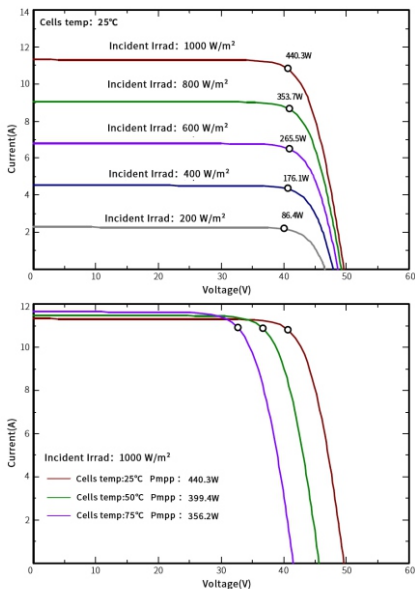 14
12
10
8
6
4
2
Current(A)
Cells temp: 25℃
Incident Irrad: 1000 W/m²
440.3W
Incident Irrad: 800 W/m²
353.7W
Incident Irrad: 600 W/m²
265.5W
Incident Irrad: 400 W/m²
176.1W
Incident Irrad: 200 W/m²
86.4W
0 10 20 30 40 50 60
Voltage(V)
12
10
8
6
4
2
Current(A)
Incident Irrad: 1000 W/m²
Cells temp:25℃ Pmpp : 440.3W
Cells temp:50℃ Pmpp : 399.4W
Cells temp:75℃ Pmpp : 356.2W
0 10 20 30 40 50 60
Voltage(V)